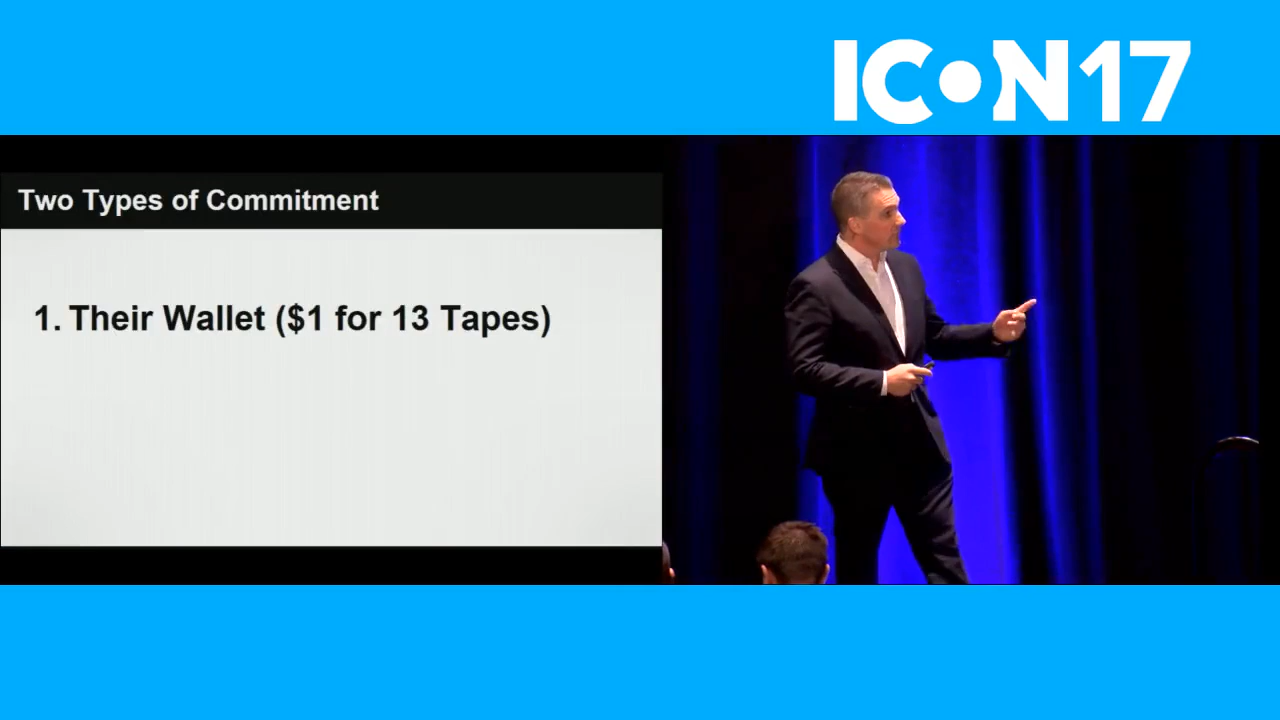 ICON17
Two Types of Commitment
1. Their Wallet ($1 for 13 Tapes)